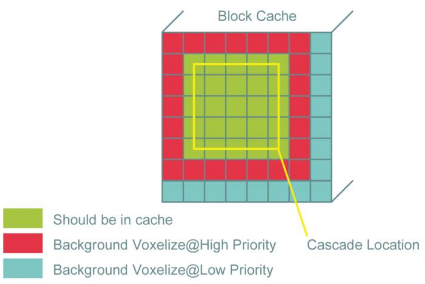 Block Cache
Should be in cache
Background Voxelize@High Priority
Cascade Location
Background Voxelize@Low Priority